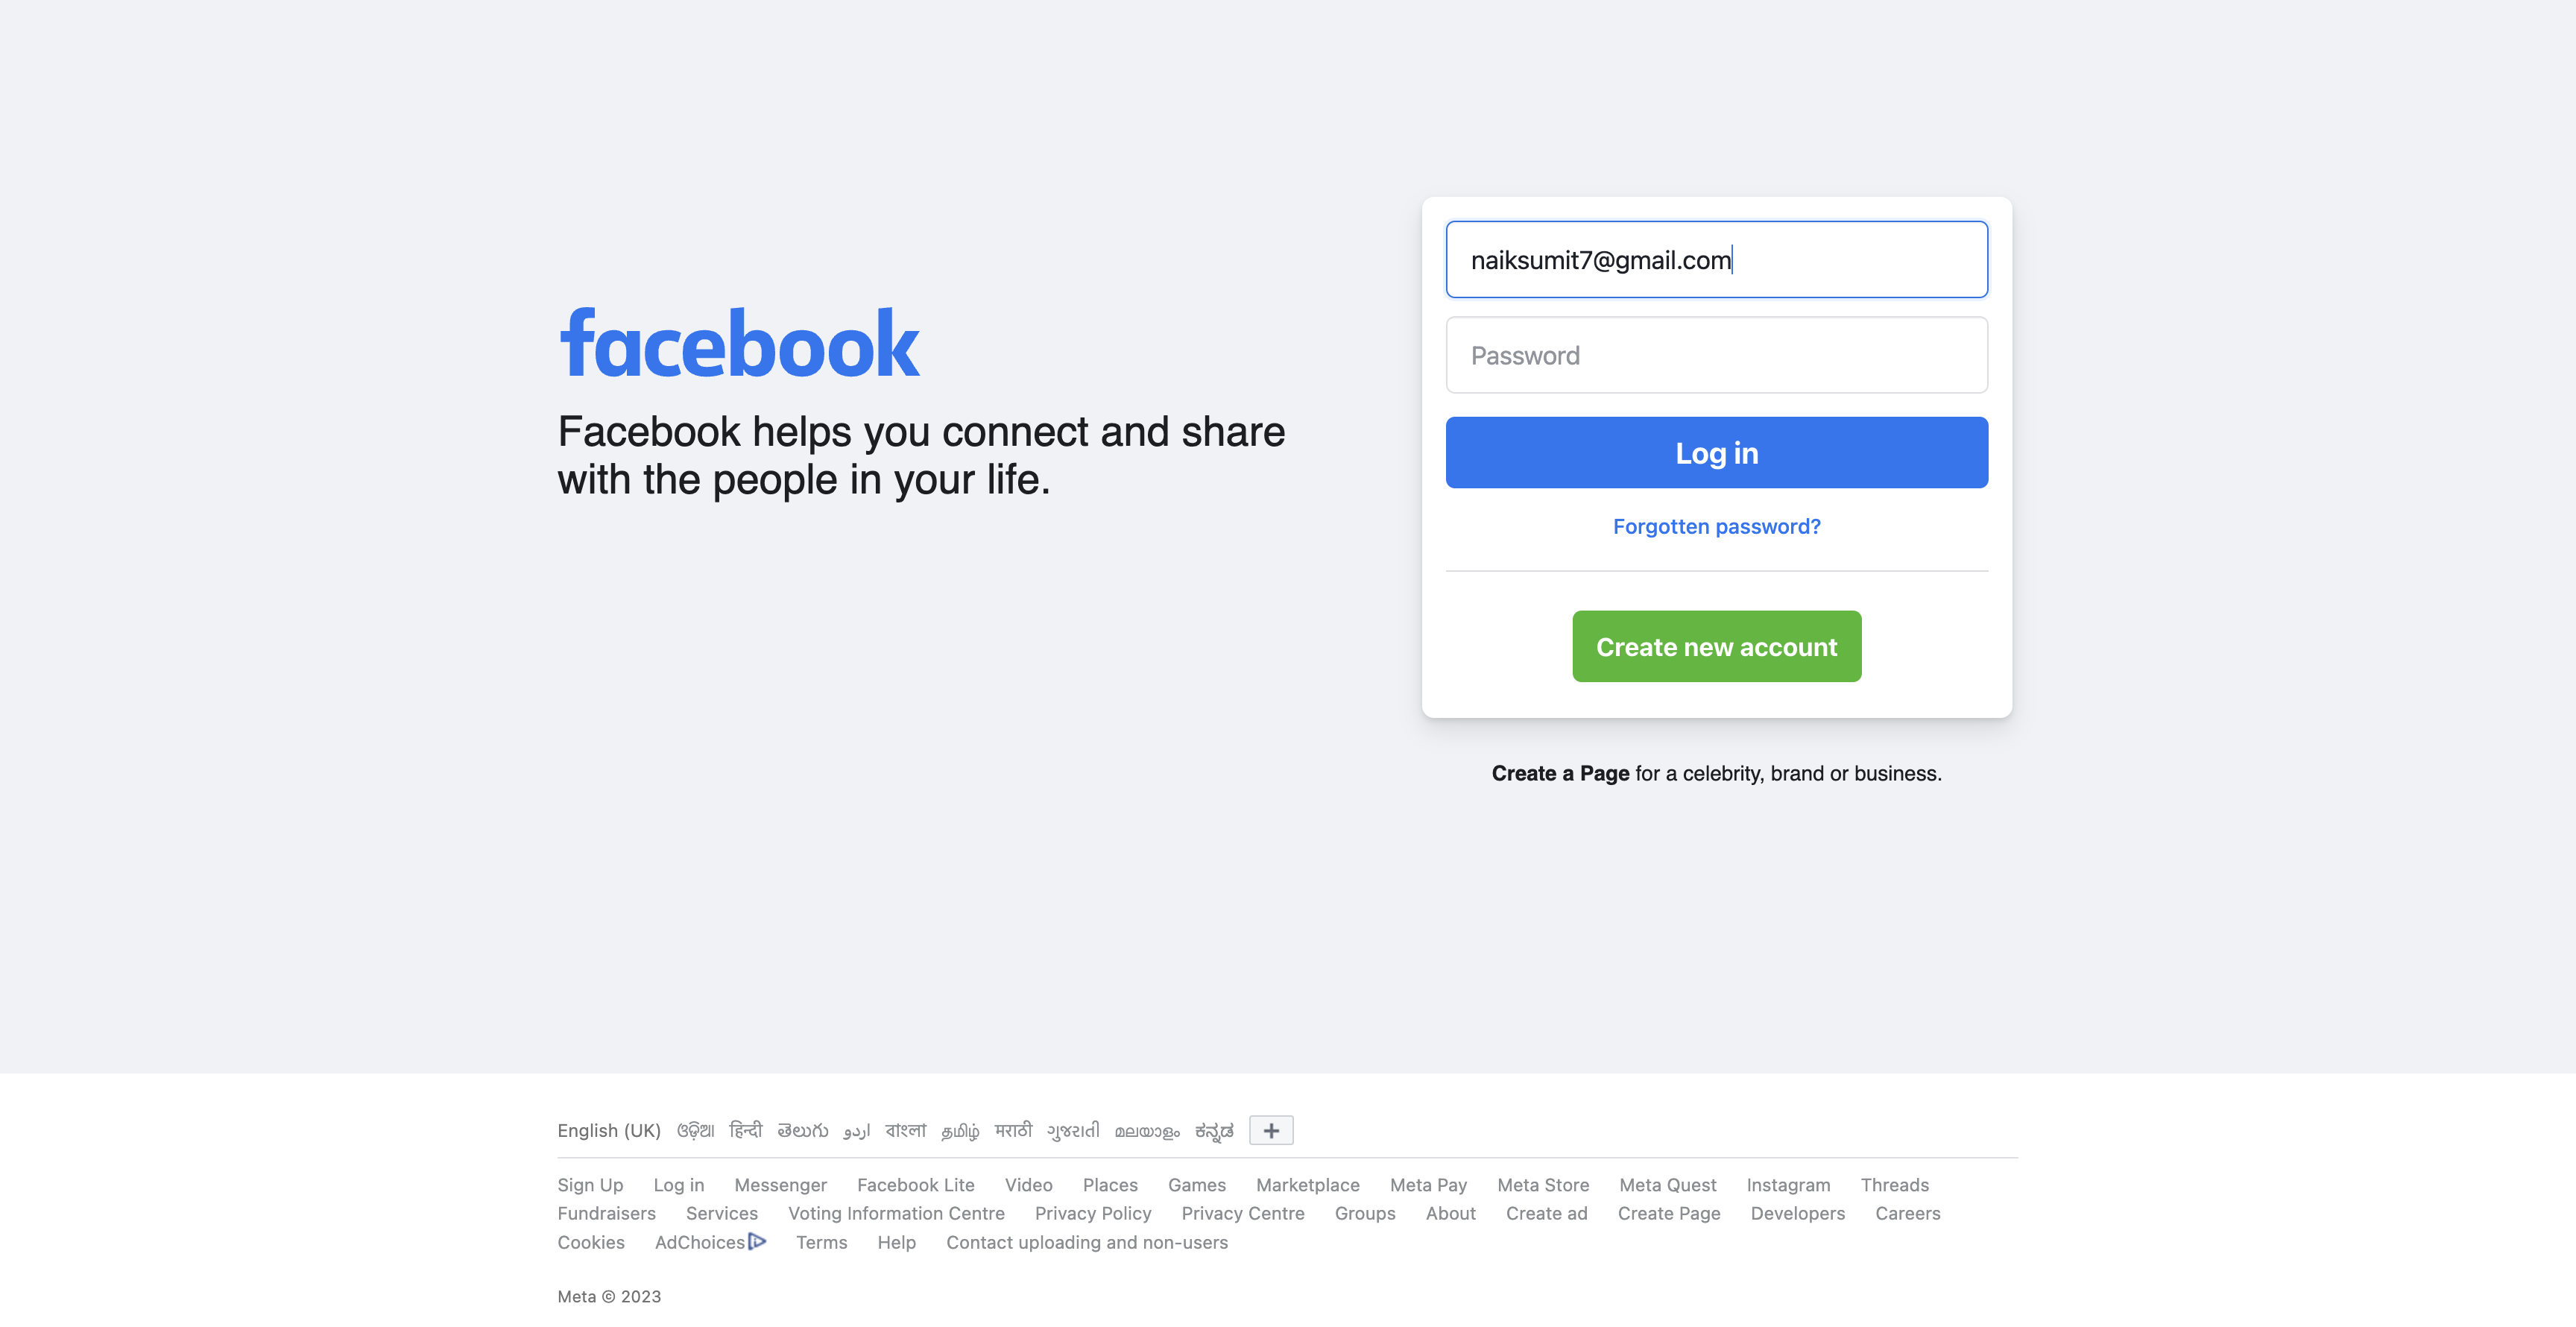 facebook
Facebook helps you connect and share
with the people in your life.
naiksumit7@gmail.com
Password
Log in
Forgotten password?
Create new account
Create a Page for a celebrity, brand or business.
English (UK) ଓଡ଼ିଆ हिन्दी తెలుగు اردو বাংলা தமிழ் मराठी ગુજરાતી മലയാളം ಕನ್ನಡ +
Sign Up Log in Messenger Facebook Lite Video Places Games Marketplace Meta Pay Meta Store Meta Quest Instagram Threads
Fundraisers Services Voting Information Centre Privacy Policy Privacy Centre Groups About Create ad Create Page Developers Careers
Cookies AdChoices Terms Help Contact uploading and non-users
Meta © 2023